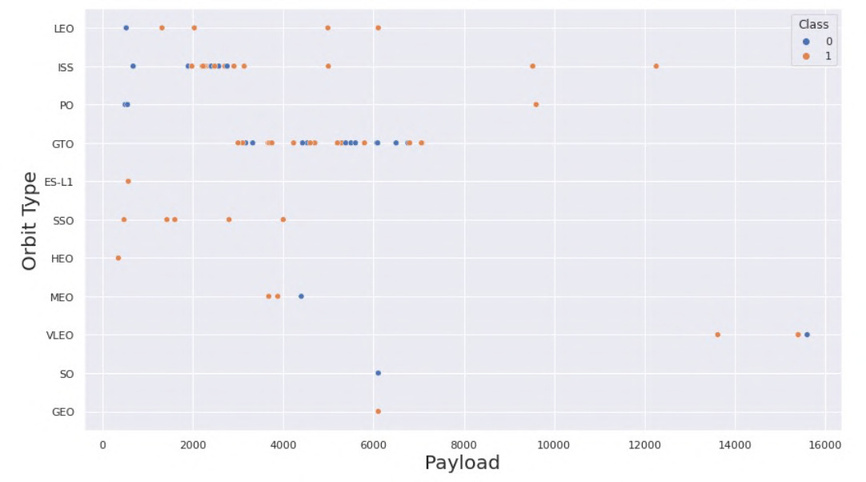 Class
0
1
LEO
ISS
PO
GTO
ES-L1
SSO
HEO
MEO
VLEO
SO
GEO
Orbit Type
0 2000 4000 6000 8000 10000 12000 14000 16000
Payload